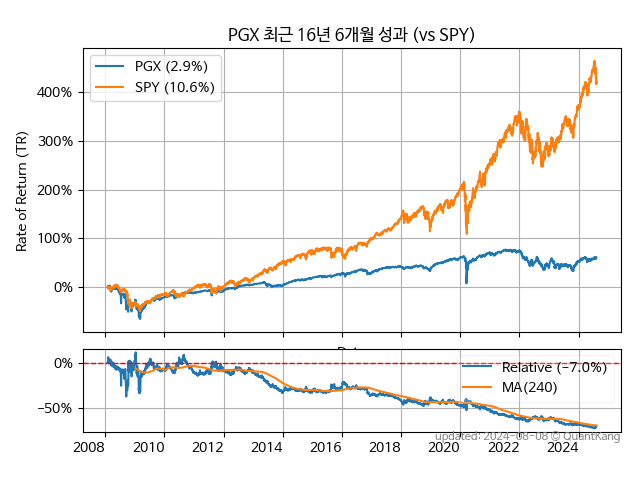 PGX 최근 16년 6개월 성과 (vs SPY)
PGX (2.9%)
SPY (10.6%)
Rate of Return (TR)
400%
300%
200%
100%
0%
0%
−50%
Relative (−7.0%)
MA(240)
updated: 2024-08-08 © QuantKang
2008 2010 2012 2014 2016 2018 2020 2022 2024